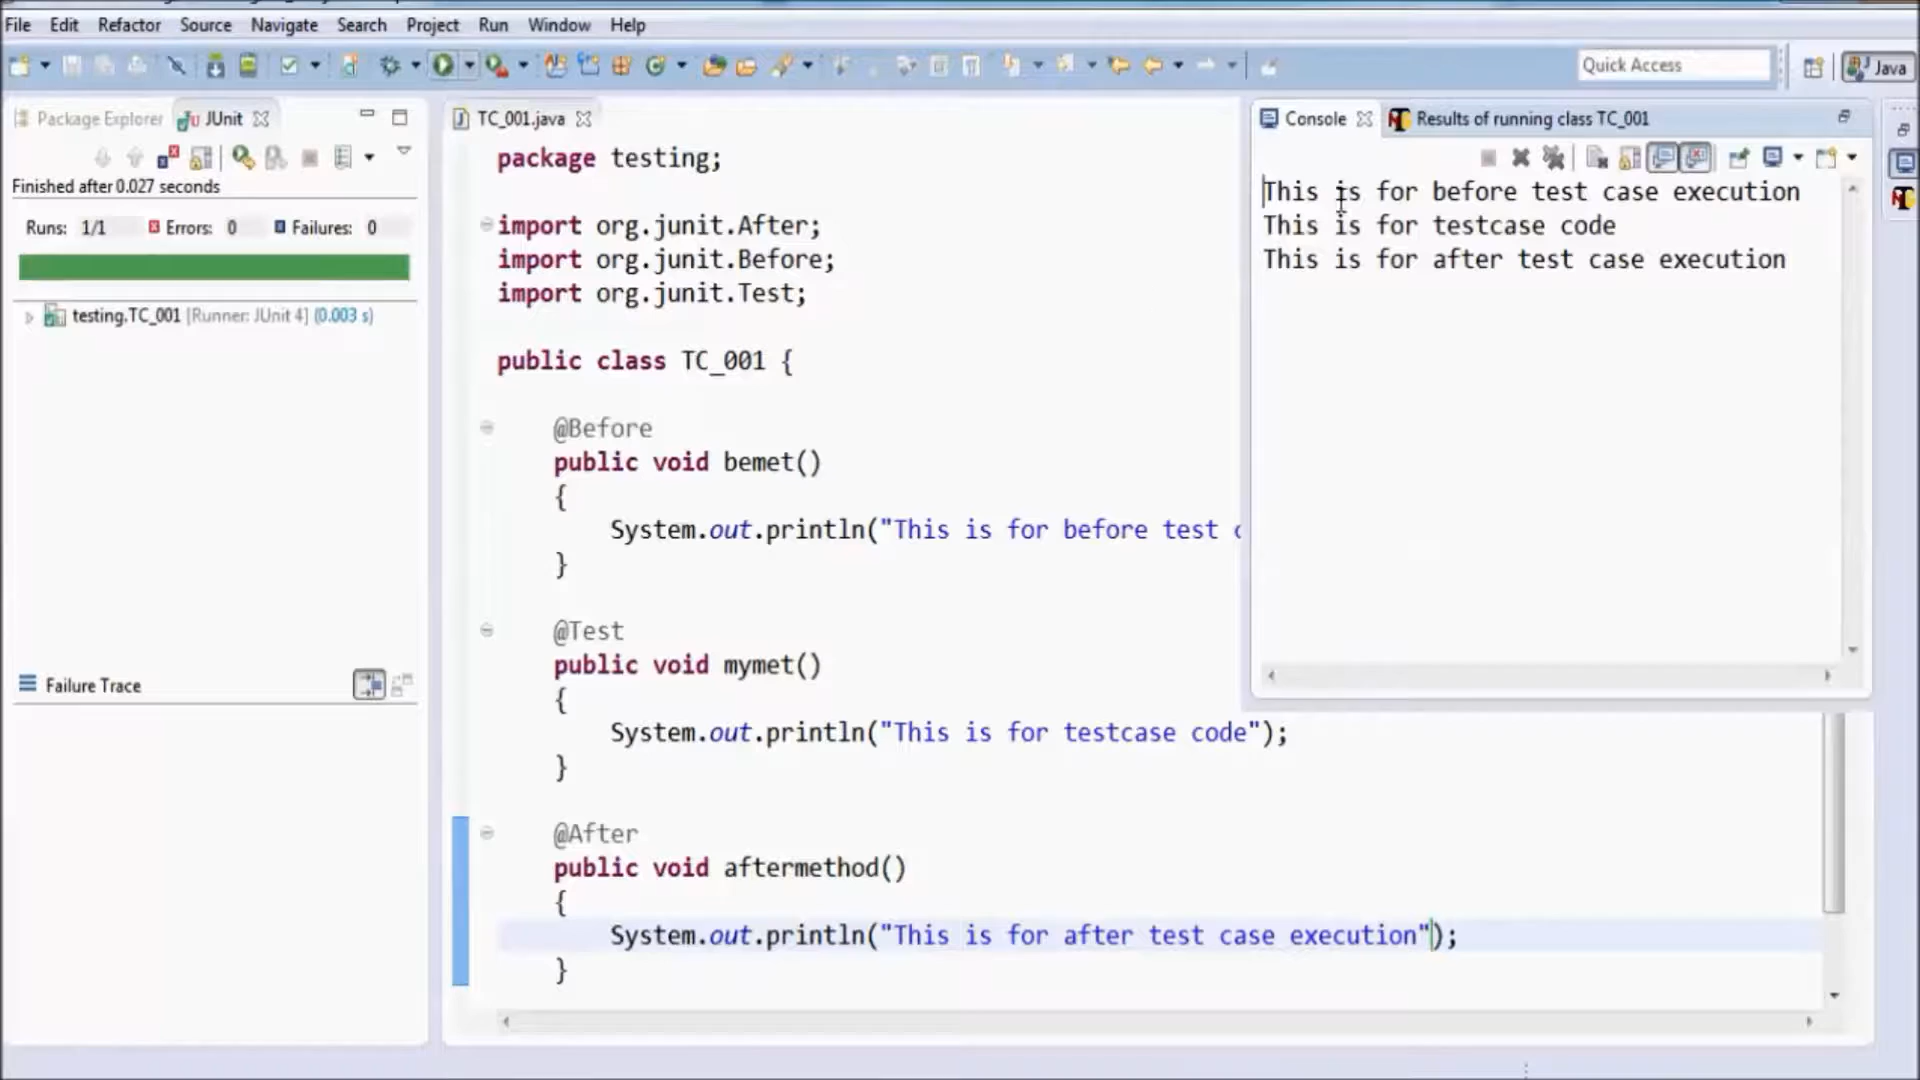 File Edit Refactor Source Navigate Search Project Run Window Help
Quick Access
Java
Package Explorer
JUnit
Finished after 0.027 seconds
Runs: 1/1 Errors: 0 Failures: 0
testing.TC_001 [Runner: JUnit 4] (0.003 s)
Failure Trace
TC_001.java
package testing;
import org.junit.After;
import org.junit.Before;
import org.junit.Test;
public class TC_001 {
@Before
public void bemet()
{
System.out.println("This is for before test
}
@Test
public void mymet()
{
System.out.println("This is for testcase code");
}
@After
public void aftermethod()
{
System.out.println("This is for after test case execution");
}
Console
Results of running class TC_001
This is for before test case execution
This is for testcase code
This is for after test case execution